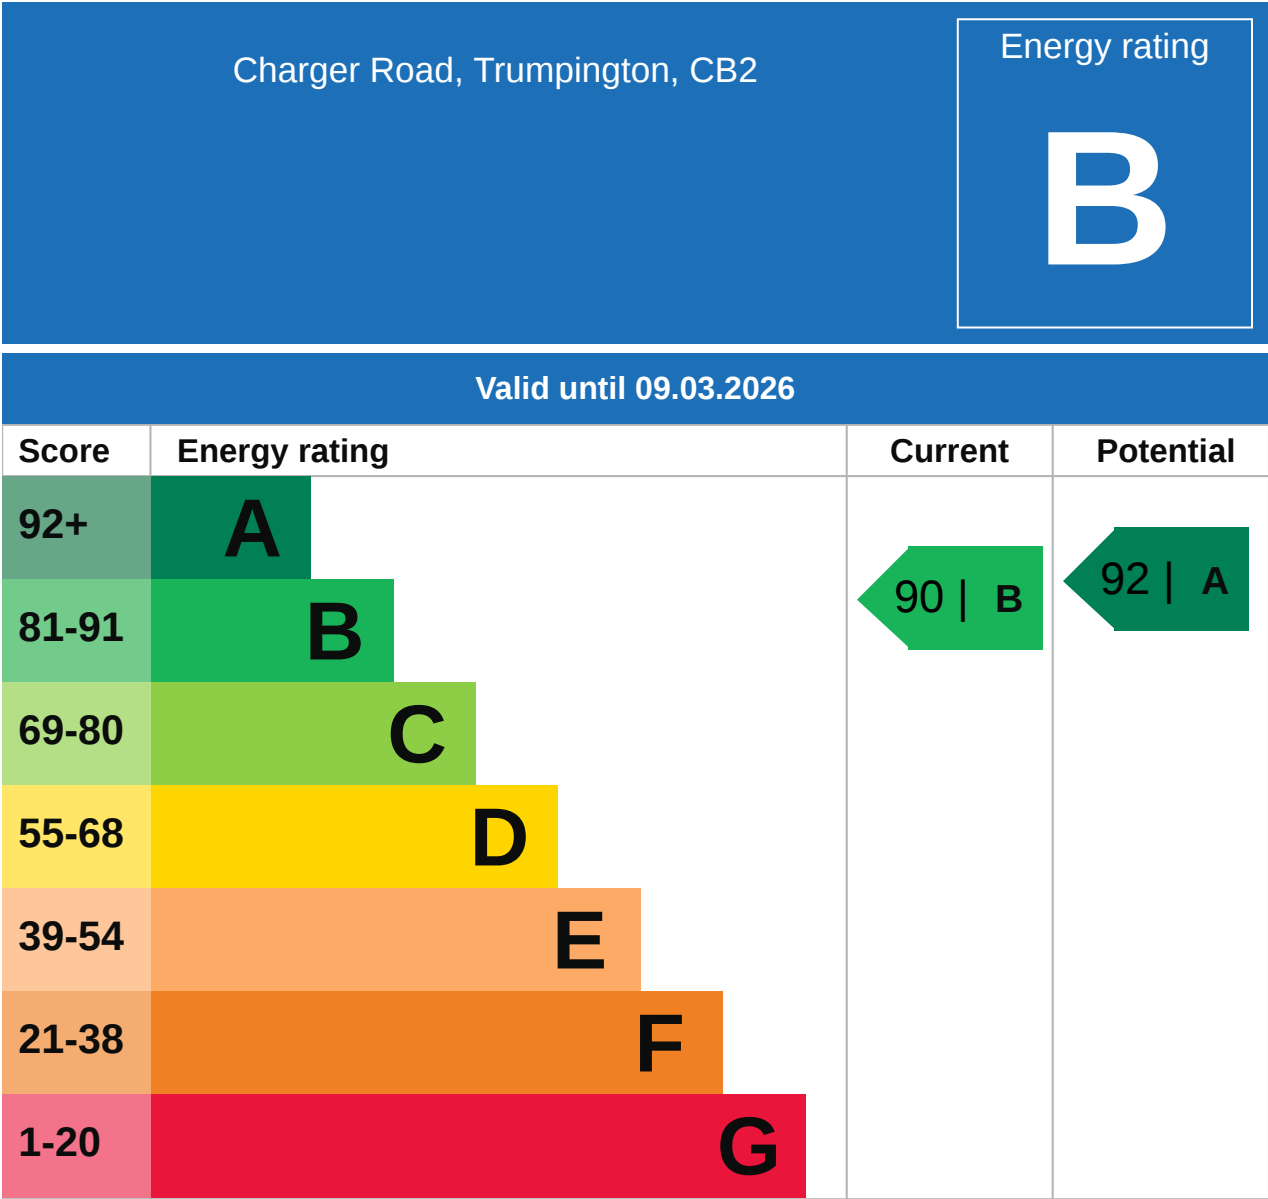 Charger Road, Trumpington, CB2
Energy rating
B
Valid until 09.03.2026
Score Energy rating Current Potential
92+ A
81-91 B
69-80 C
55-68 D
39-54 E
21-38 F
1-20 G
90 | B
92 | A